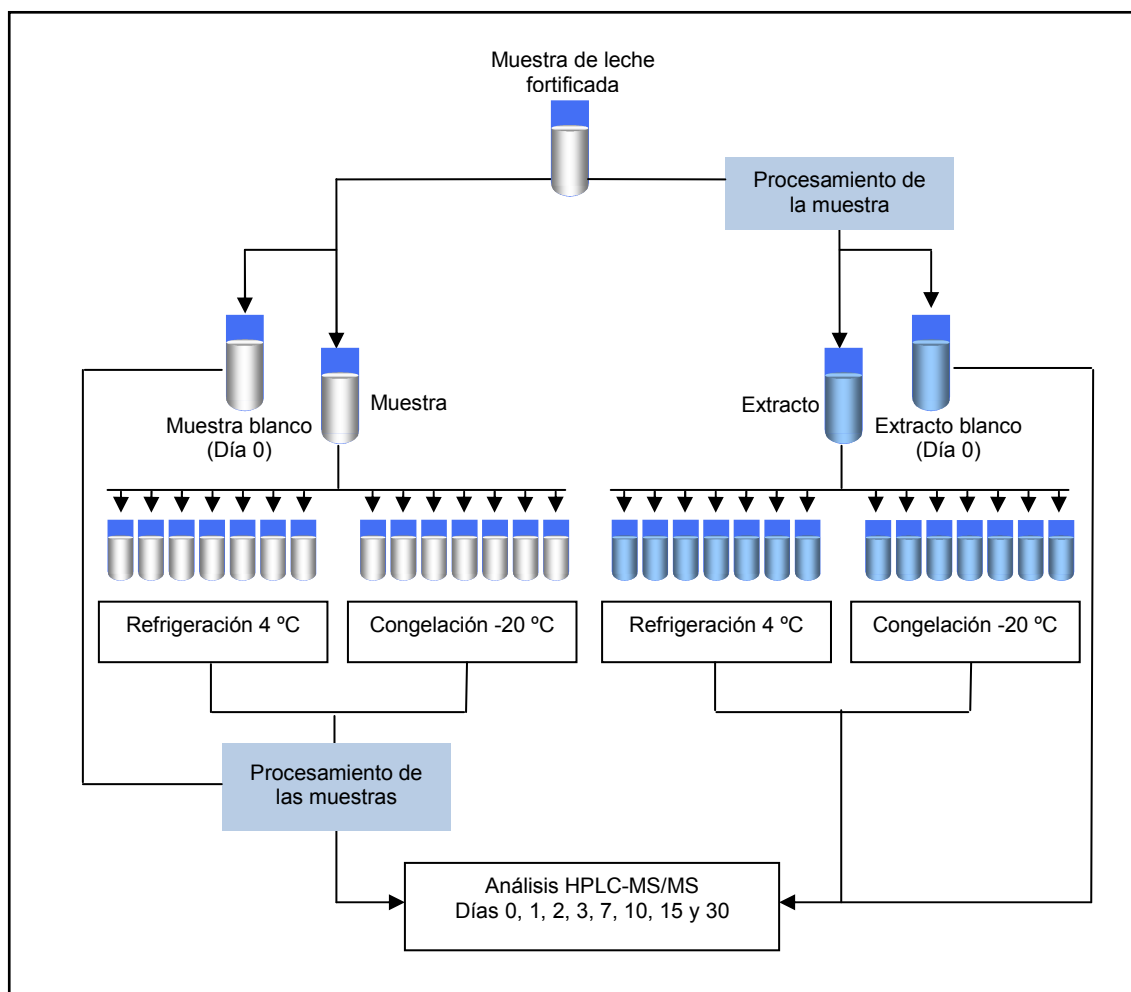 Muestra de leche
fortificada
Procesamiento de
la muestra
Muestra
Extracto
Muestra blanco
(Día 0)
Extracto blanco
(Día 0)
Refrigeración 4 ºC
Congelación -20 ºC
Refrigeración 4 ºC
Congelación -20 ºC
Procesamiento de
las muestras
Análisis HPLC-MS/MS
Días 0, 1, 2, 3, 7, 10, 15 y 30